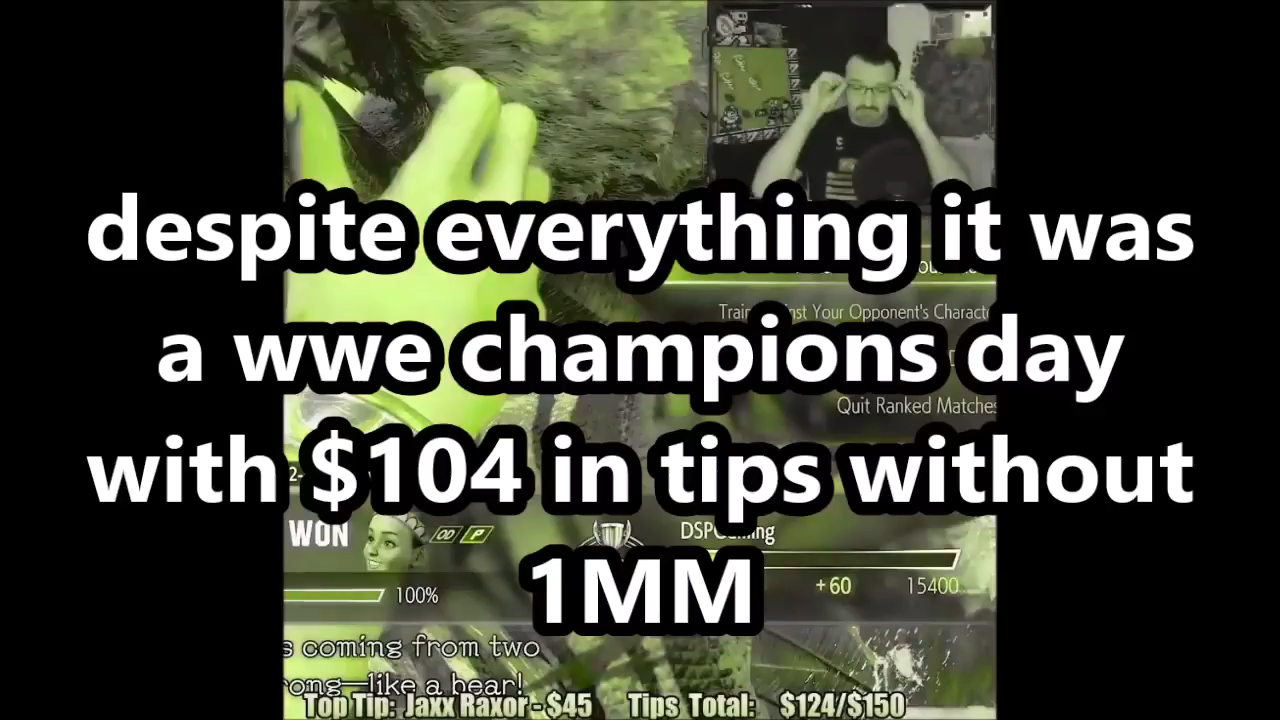 despite everything it was
a wwe champions day
with $104 in tips without
1MM
Your Opponent's Characte
Quit Ranked Matches
WON
OD P
DSPGaming
100%
+60
15400
s coming from two
rong—like a bear!
Top Tip: Jaxx Raxor - $45
Tips Total: $124/$150